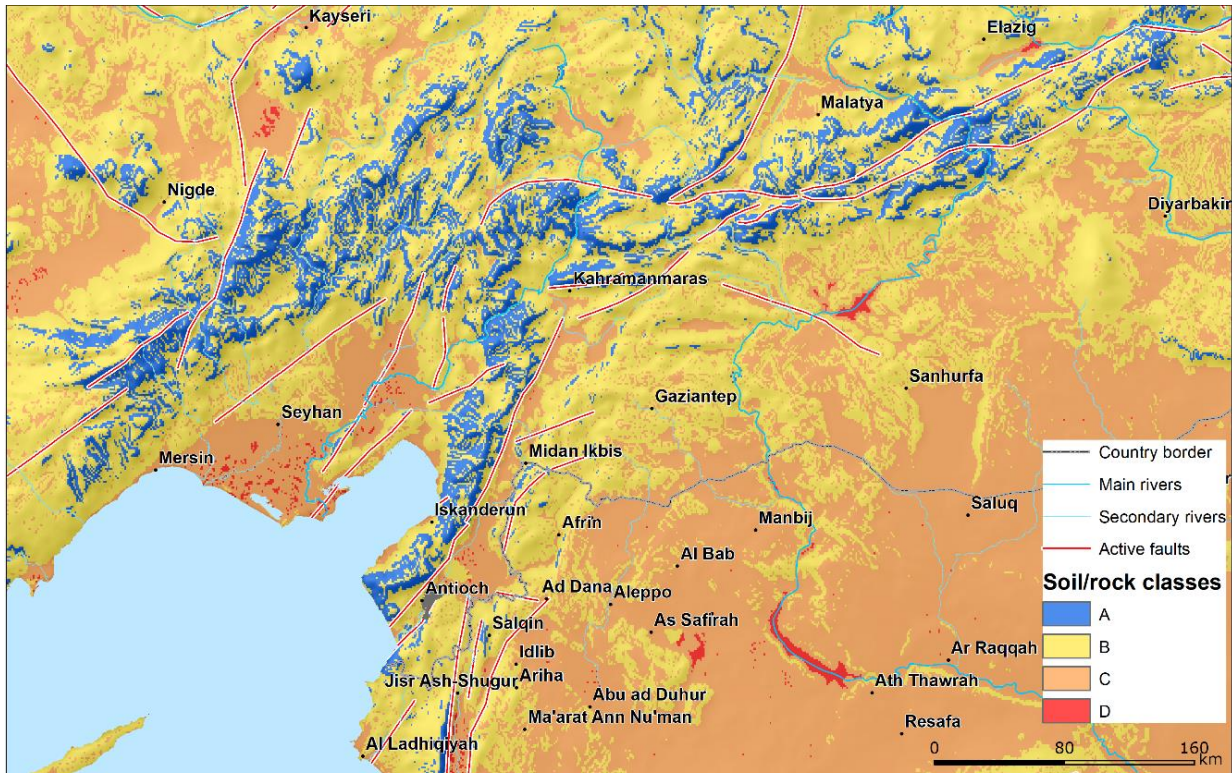 Kayseri
Elazig
Malatya
Nigde
Diyarbakir
Kahramanmaras
Sanhurfa
Gaziantep
Seyhan
Mersin
Midan Ikbis
Iskanderun
Afrin
Manbij
Saluq
Al Bab
Antioch
Ad Dana
Aleppo
As Safirah
Salqin
Idlib
Ar Raqqah
Jisr Ash-Shugur
Ariha
Abu ad Duhur
Ath Thawrah
Ma'arat Ann Nu'man
Resafa
Al Ladhiqiyah
Country border
Main rivers
Secondary rivers
Active faults
Soil/rock classes
A
B
C
D
0 80 160
km